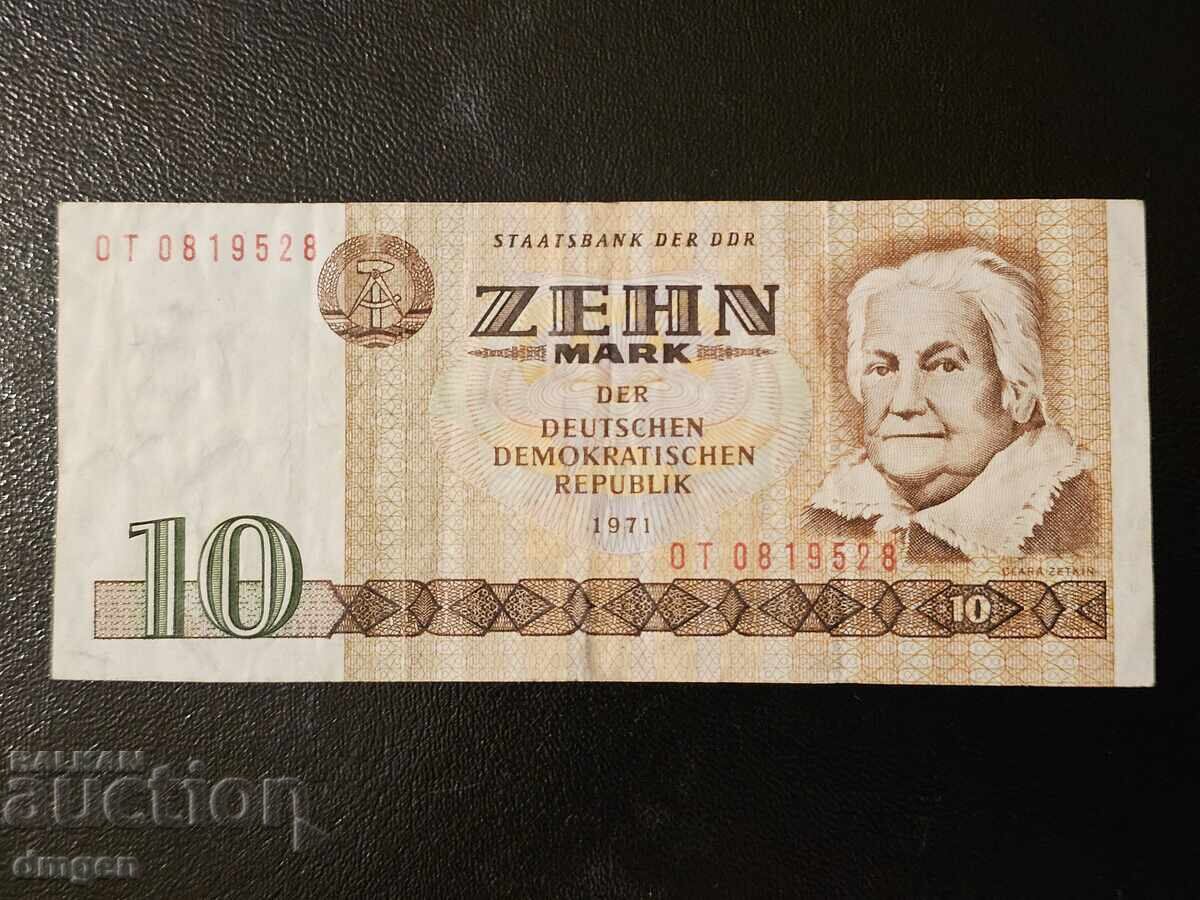 OT 0819528
STAATSBANK DER DDR
ZEHN
MARK
DER
DEUTSCHEN
DEMOKRATISCHEN
REPUBLIK
1971
OT 0819528
CLARA ZETKIN
10
10
BALKAN
auction
dmgen